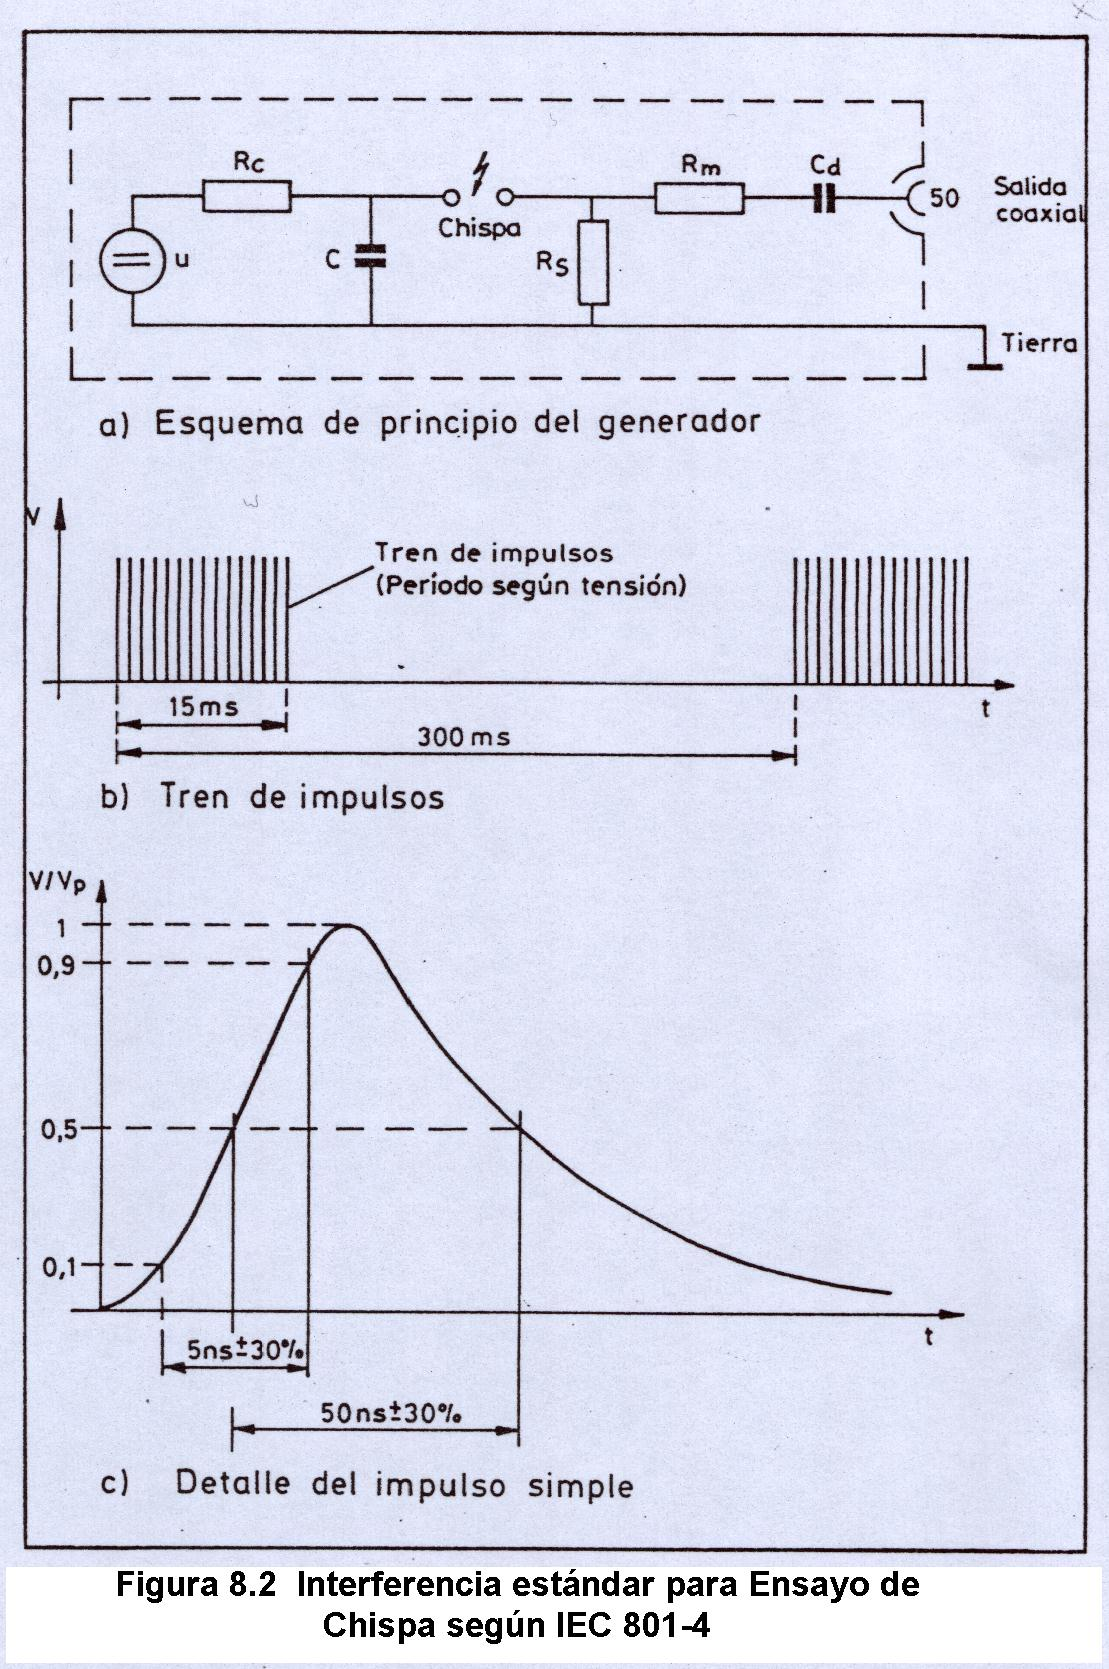 Rc
Rm
Cd
50
Salida
coaxial
Chispa
u
C
RS
Tierra
a) Esquema de principio del generador
V
Tren de impulsos
(Período según tensión)
15ms
t
300ms
b) Tren de impulsos
V/Vp
1
0,9
0,5
0,1
t
5ns±30%
50ns±30%
c) Detalle del impulso simple
Figura 8.2 Interferencia estándar para Ensayo de
Chispa según IEC 801-4